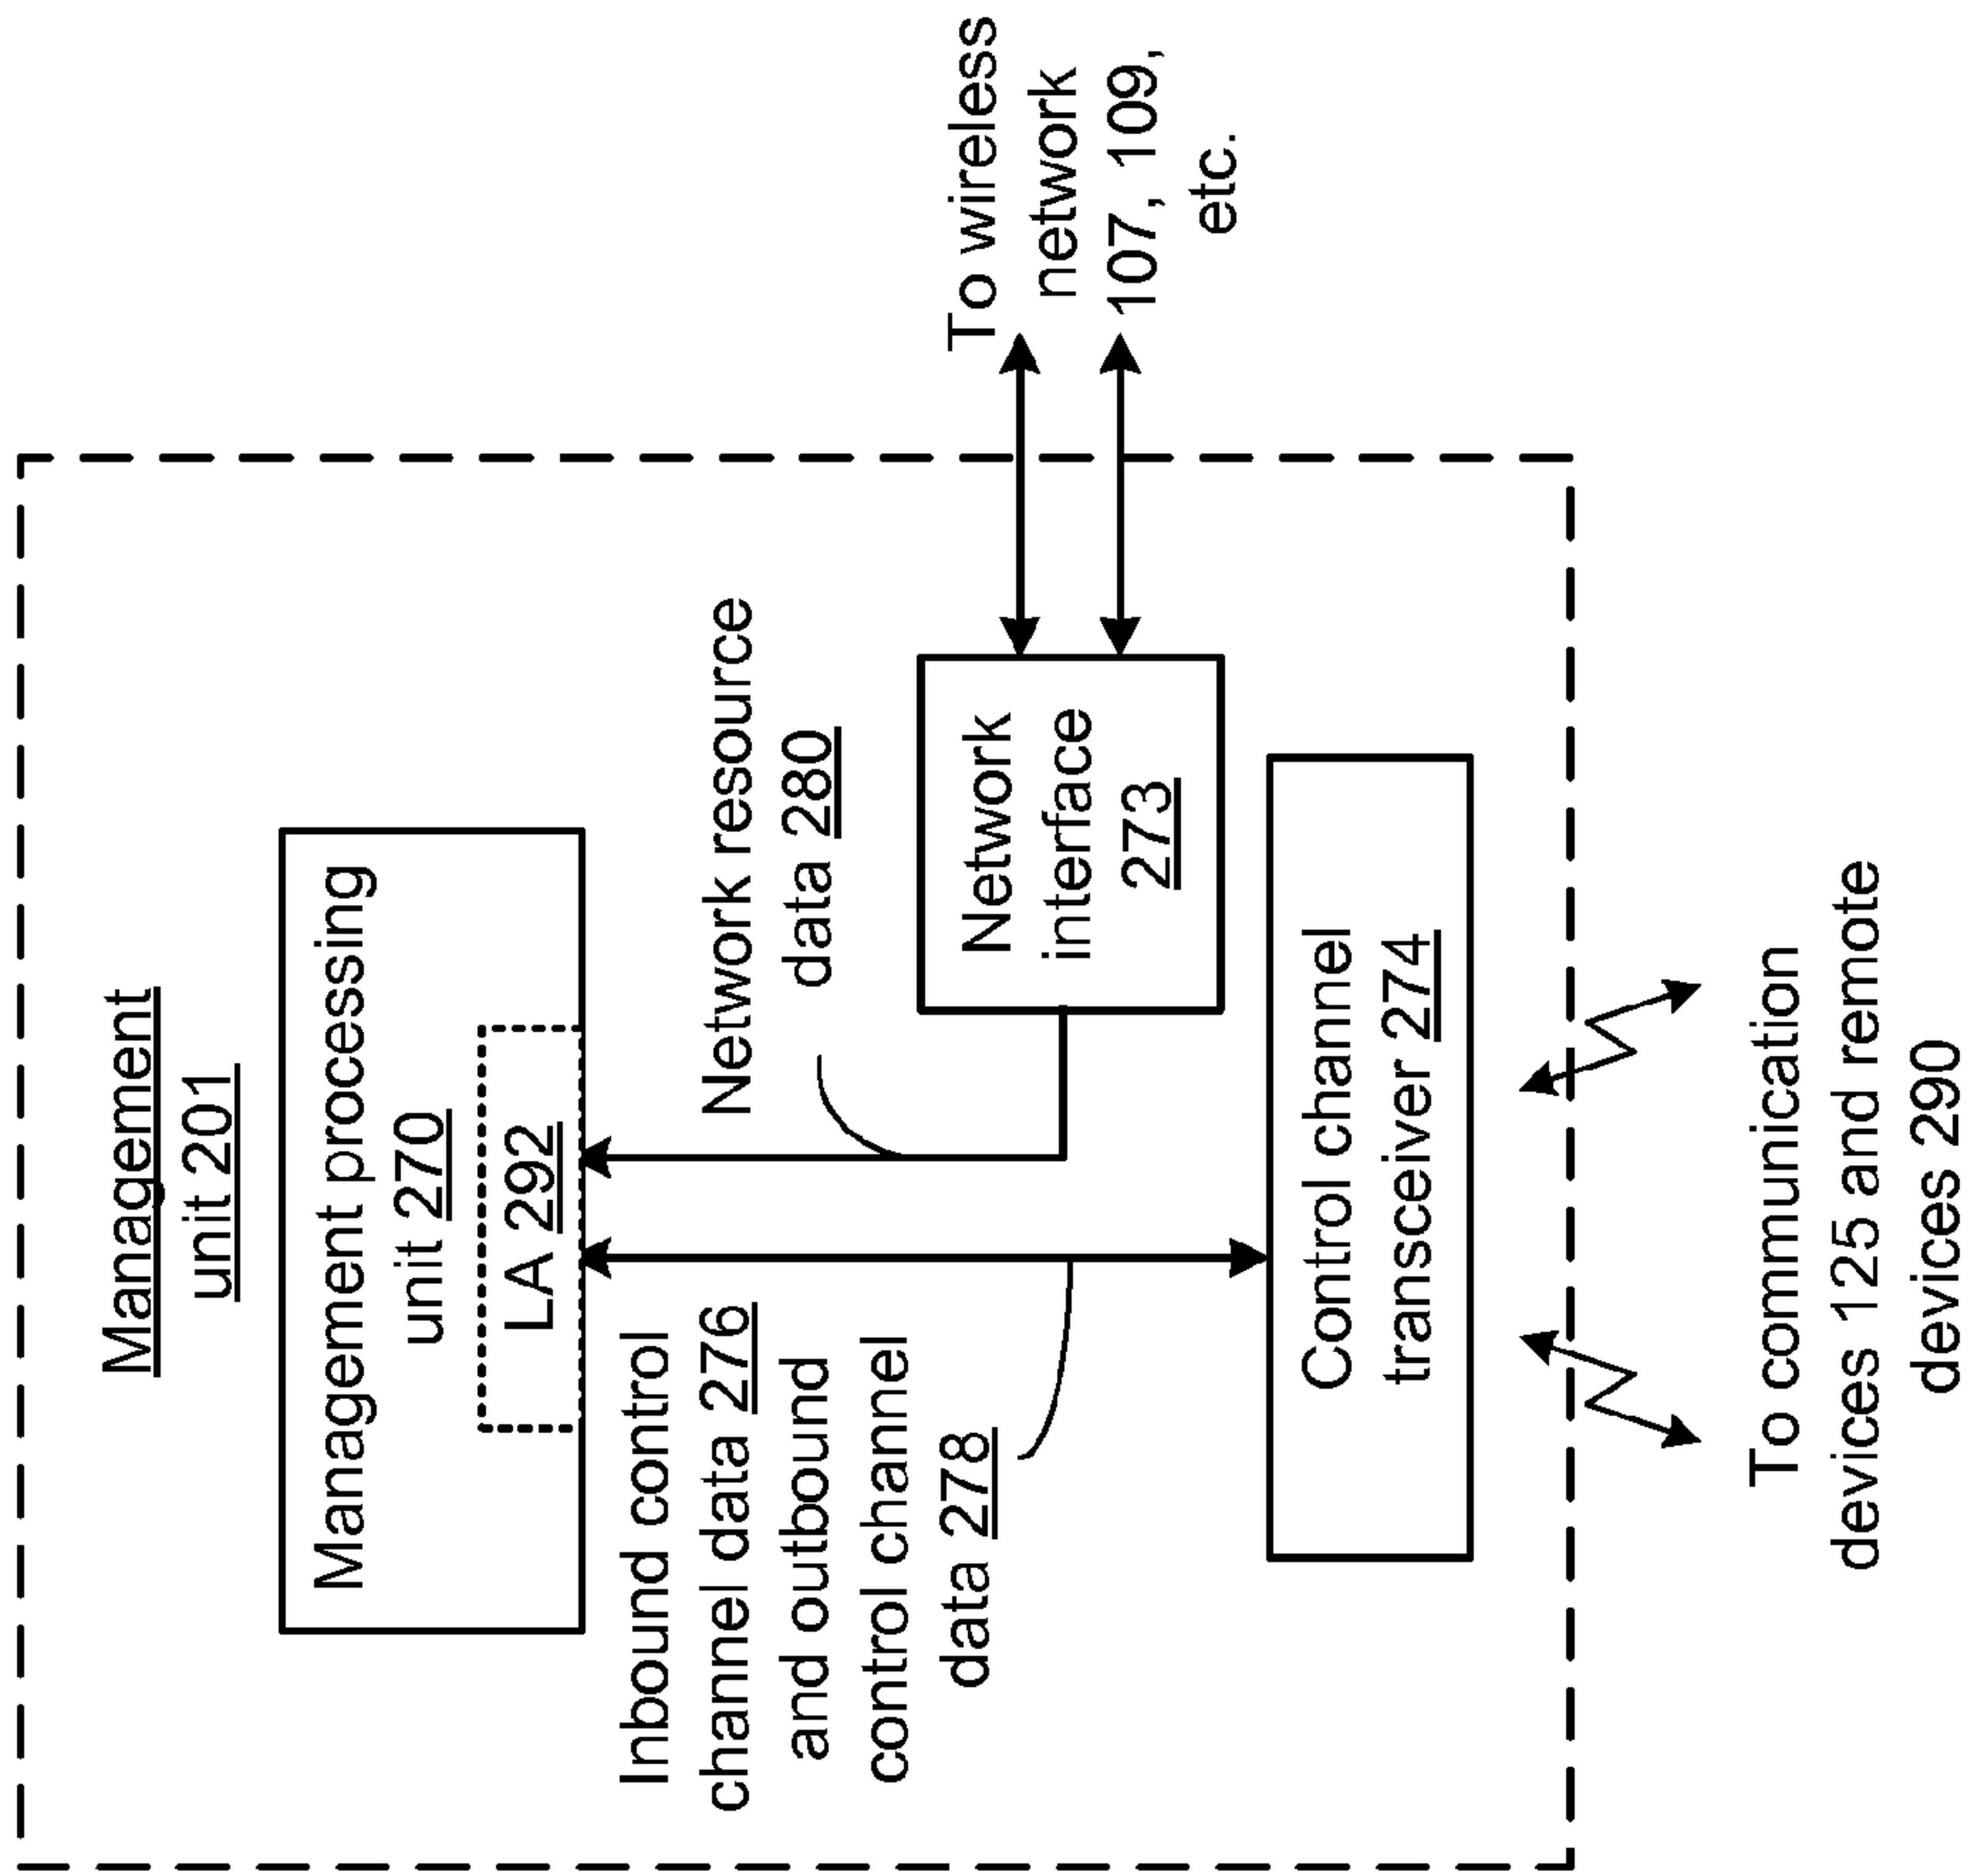 Management
unit 201
Management processing
unit 270
LA 292
Inbound control
channel data 276
and outbound
control channel
data 278
Network resource
data 280
Network
interface
273
To wireless
network
107, 109,
etc.
Control channel
transceiver 274
To communication
devices 125 and remote
devices 290